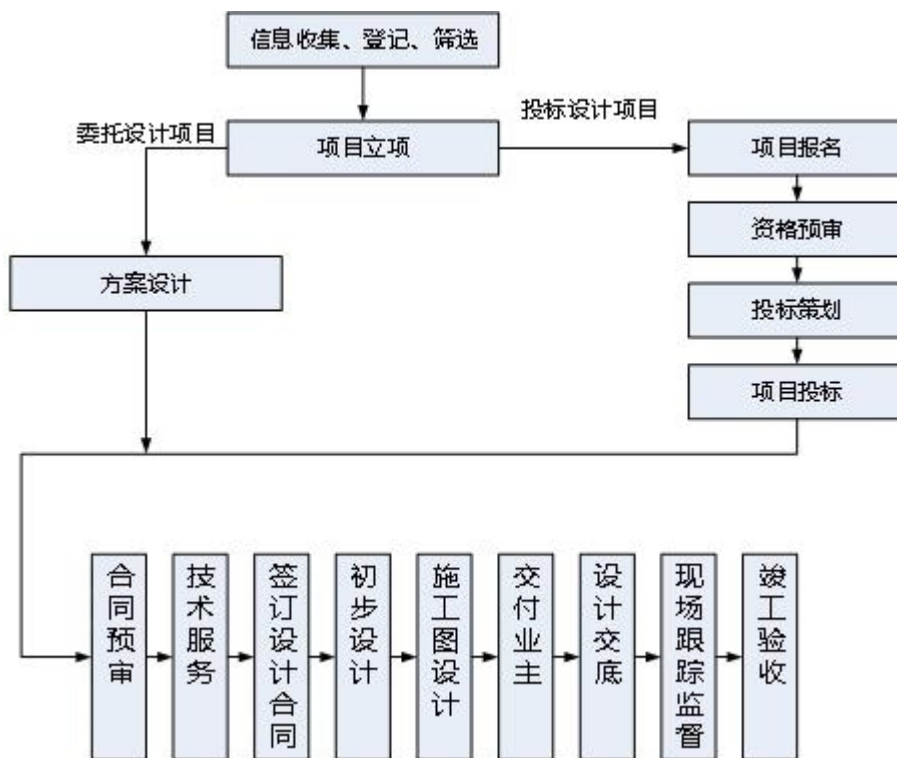 信息收集、登记、筛选
投标设计项目
委托设计项目
项目立项
项目报名
资格预审
方案设计
投标策划
项目投标
合同预审
技术服务
签订设计合同
初步设计
施工图设计
交付业主
设计交底
现场跟踪监督
竣工验收